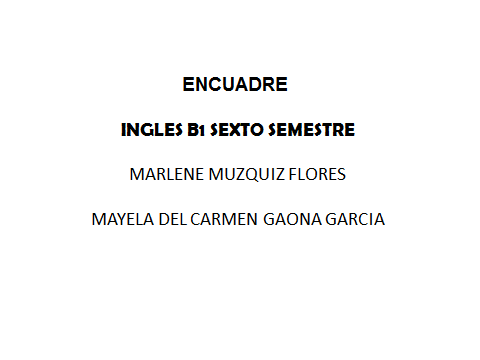 ENCUADRE
INGLES B1 SEXTO SEMESTRE
MARLENE MUZQUIZ FLORES
MAYELA DEL CARMEN GAONA GARCIA